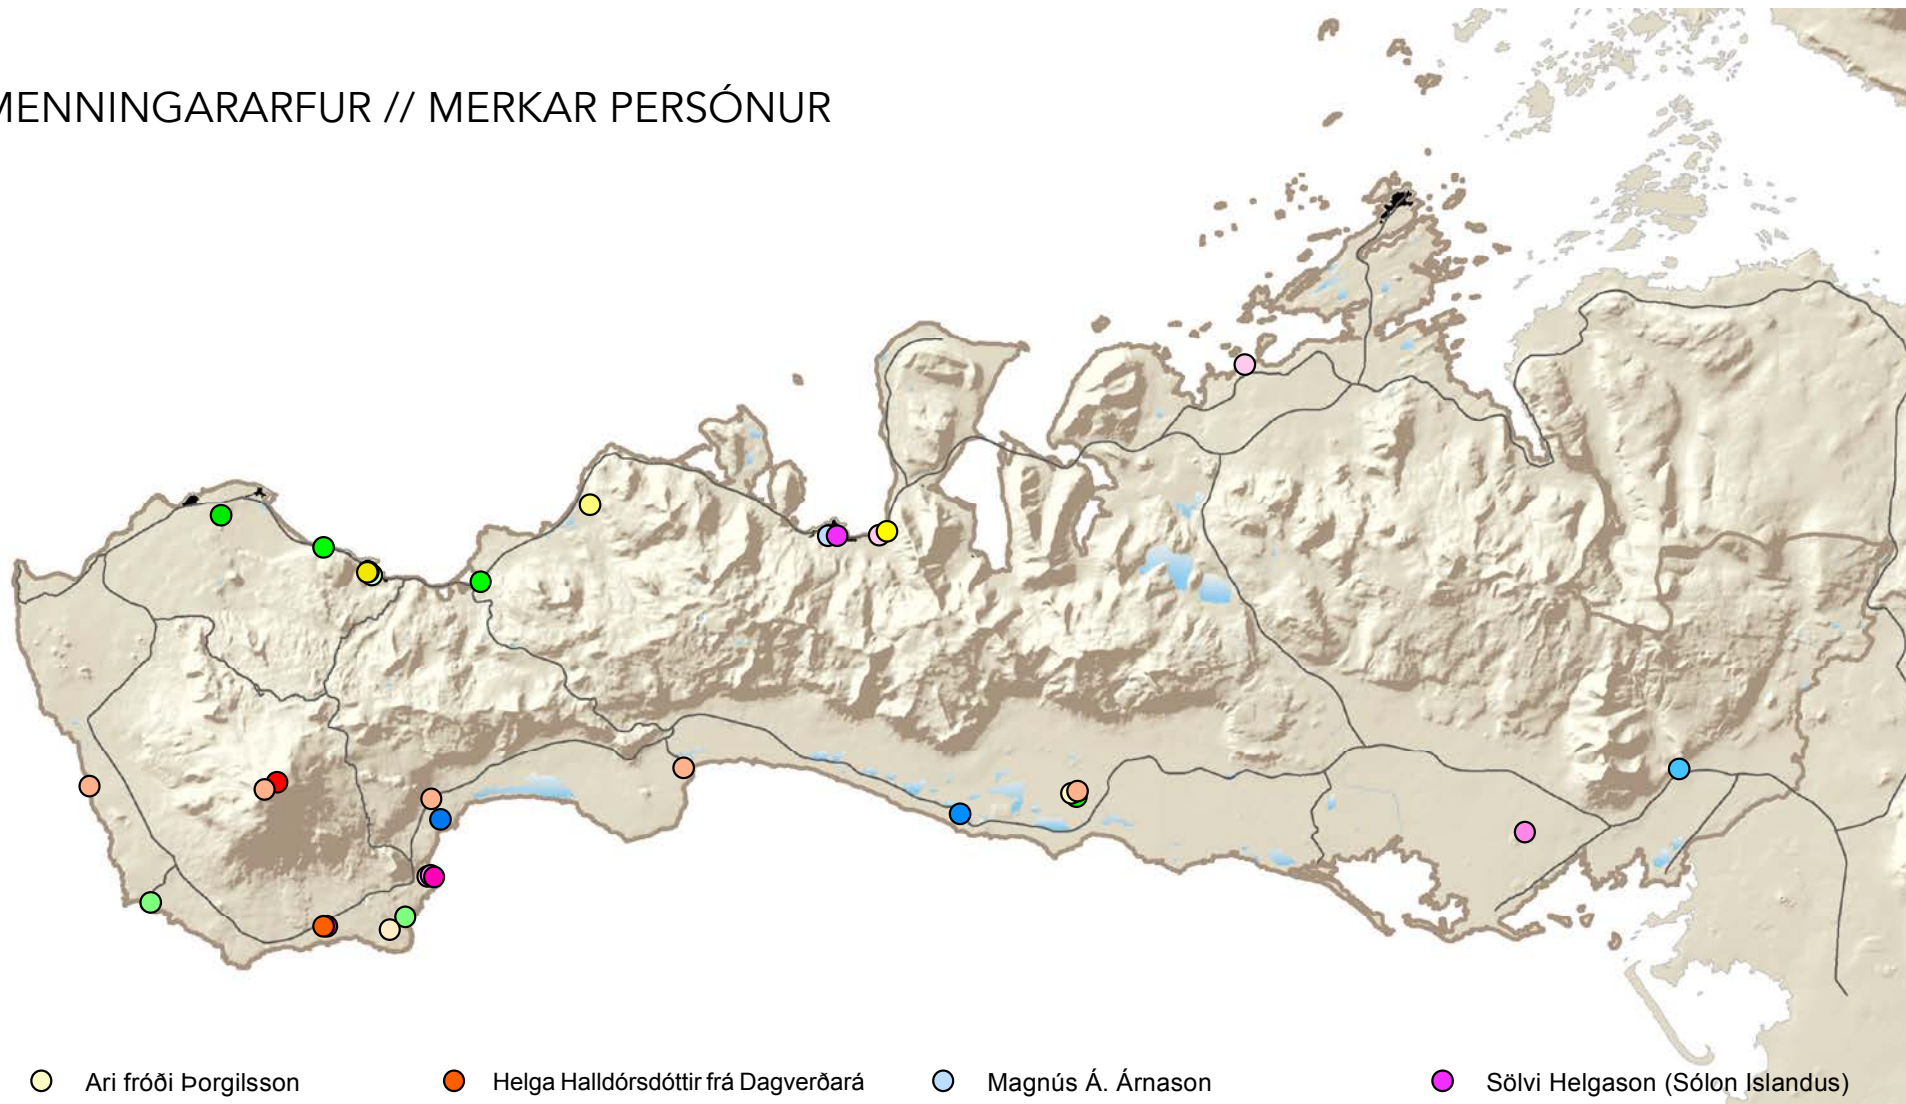 MENNINGARARFUR // MERKAR PERSÓNUR
Ari fróði Þorgilsson
Helga Halldórsdóttir frá Dagverðará
Magnús Á. Árnason
Sölvi Helgason (Sólon Islandus)